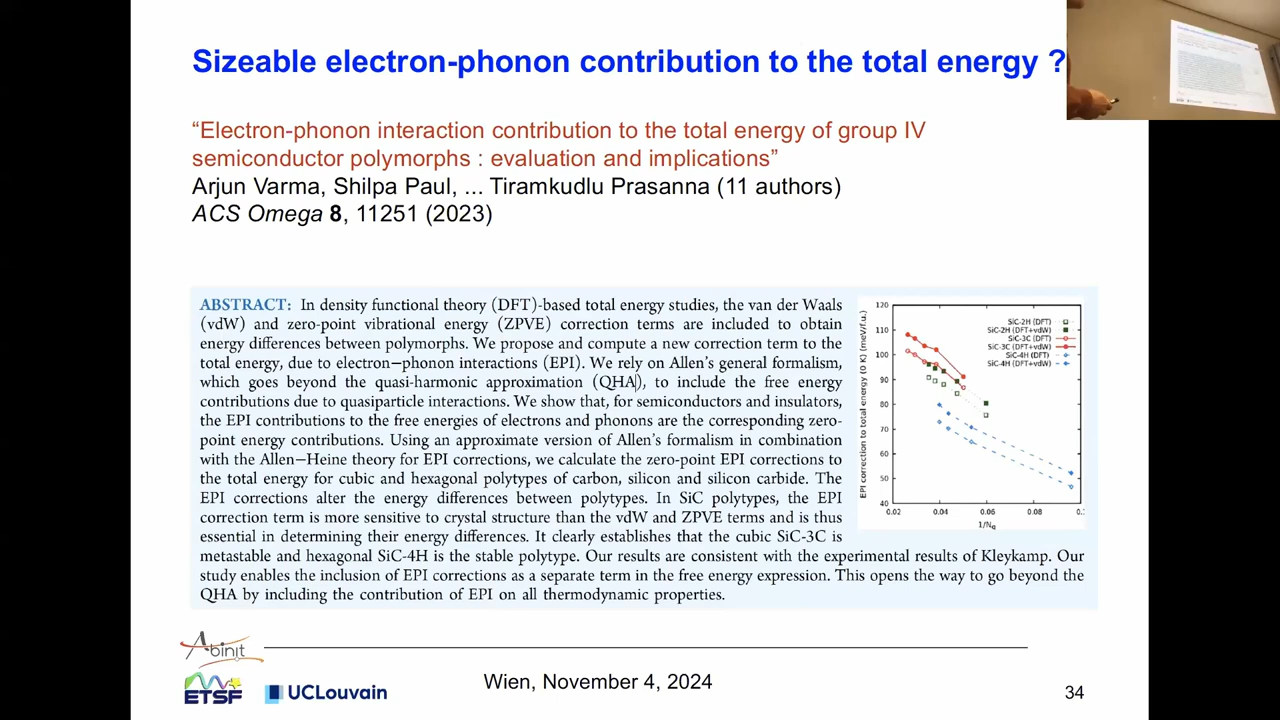 Sizeable electron-phonon contribution to the total energy ?
“Electron-phonon interaction contribution to the total energy of group IV
semiconductor polymorphs : evaluation and implications”
Arjun Varma, Shilpa Paul, ... Tiramkudlu Prasanna (11 authors)
ACS Omega 8, 11251 (2023)
ABSTRACT: In density functional theory (DFT)-based total energy studies, the van der Waals
(vdW) and zero-point vibrational energy (ZPVE) correction terms are included to obtain
energy differences between polymorphs. We propose and compute a new correction term to the
total energy, due to electron−phonon interactions (EPI). We rely on Allen’s general formalism,
which goes beyond the quasi-harmonic approximation (QHA), to include the free energy
contributions due to quasiparticle interactions. We show that, for semiconductors and insulators,
the EPI contributions to the free energies of electrons and phonons are the corresponding zero-
point energy contributions. Using an approximate version of Allen’s formalism in combination
with the Allen−Heine theory for EPI corrections, we calculate the zero-point EPI corrections to
the total energy for cubic and hexagonal polytypes of carbon, silicon and silicon carbide. The
EPI corrections alter the energy differences between polytypes. In SiC polytypes, the EPI
correction term is more sensitive to crystal structure than the vdW and ZPVE terms and is thus
essential in determining their energy differences. It clearly establishes that the cubic SiC-3C is
metastable and hexagonal SiC-4H is the stable polytype. Our results are consistent with the experimental results of Kleykamp. Our
study enables the inclusion of EPI corrections as a separate term in the free energy expression. This opens the way to go beyond the
QHA by including the contribution of EPI on all thermodynamic properties.
EPI correction to total energy (0 K) (meV/f.u.)
120
110
100
90
80
70
60
50
40
SiC-2H (DFT)
SiC-2H (DFT+vdW)
SiC-3C (DFT)
SiC-3C (DFT+vdW)
SiC-4H (DFT)
SiC-4H (DFT+vdW)
0.02 0.04 0.06 0.08 0.1
1/Nq
Abinit
ETSF
UCLouvain
Wien, November 4, 2024
34